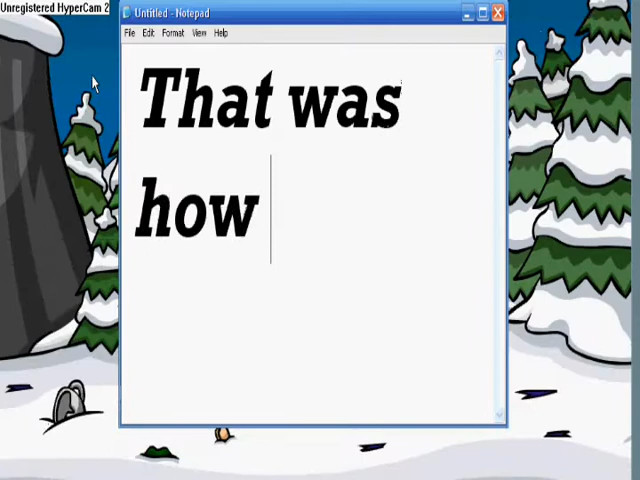 Unregistered HyperCam 2
Untitled - Notepad
File Edit Format View Help
That was
how